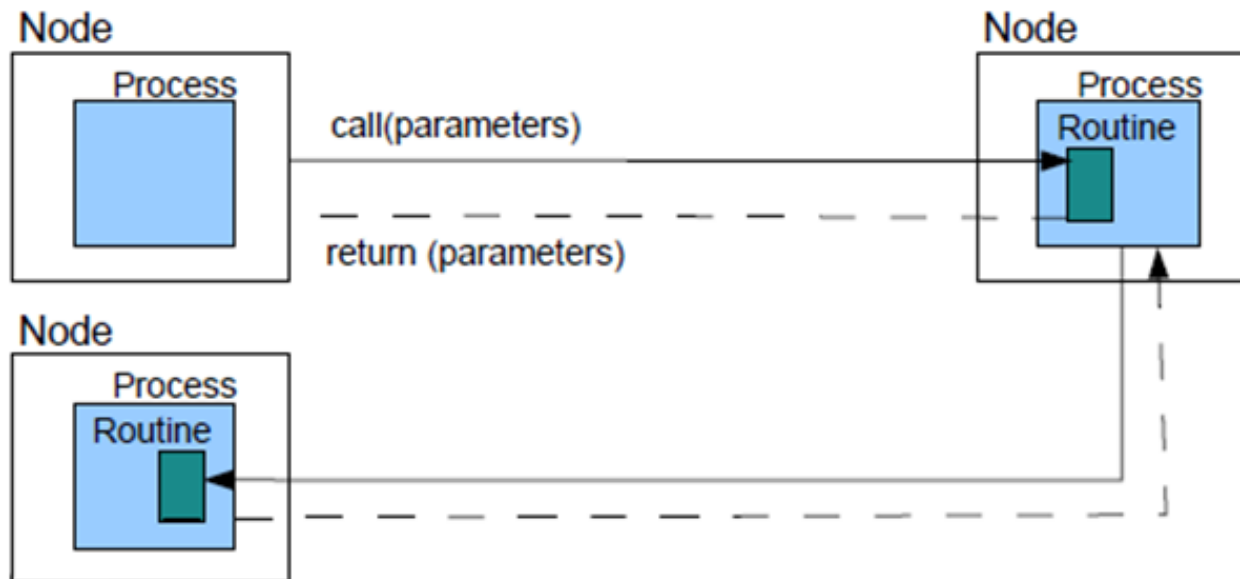 Node
Process
call(parameters)
return (parameters)
Node
Process
Routine
Node
Process
Routine